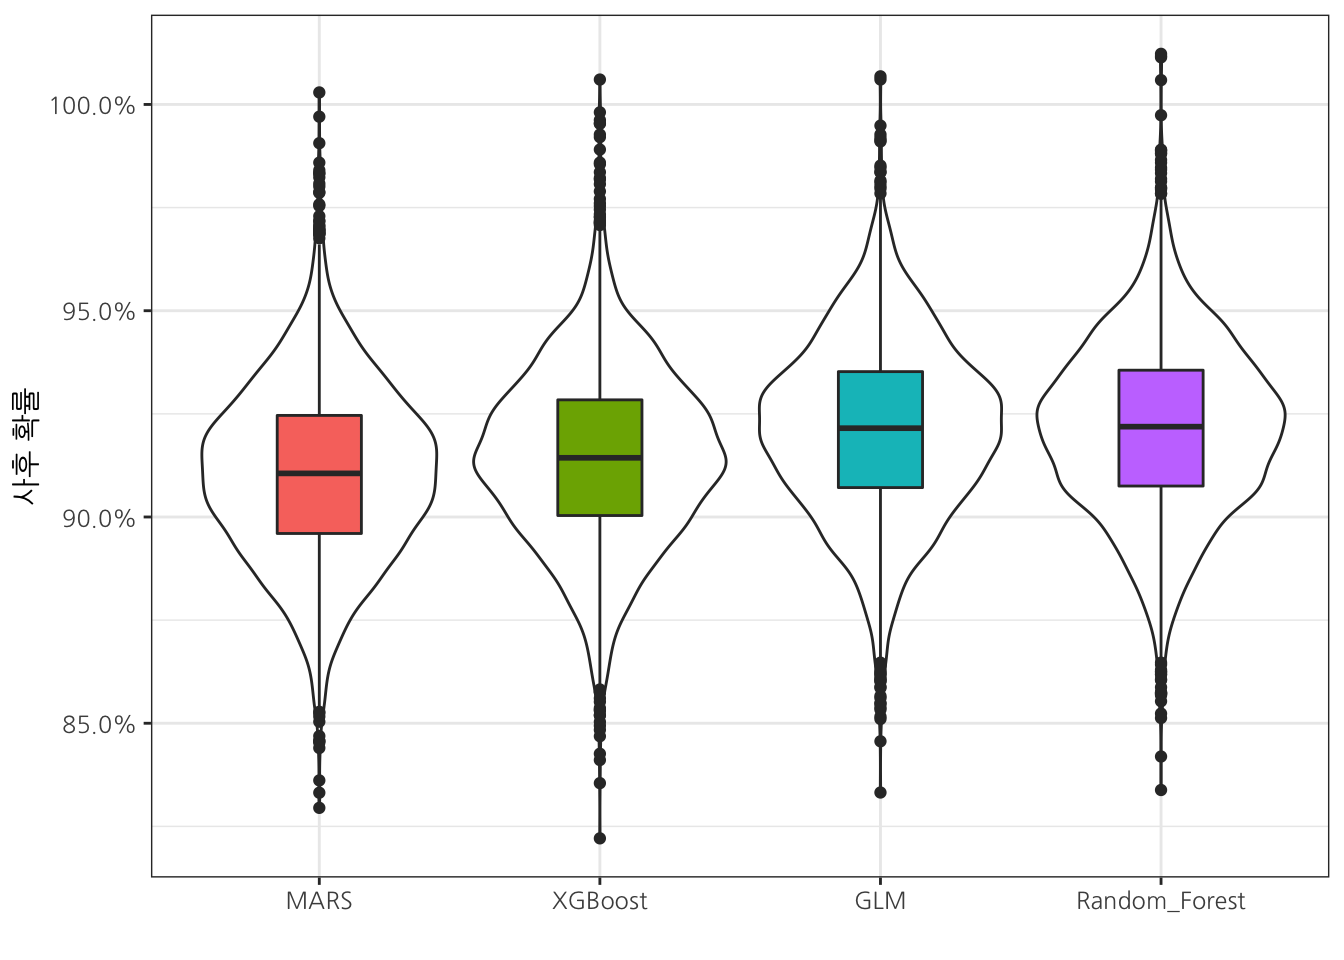 사후 확률
100.0%
95.0%
90.0%
85.0%
MARS
XGBoost
GLM
Random_Forest